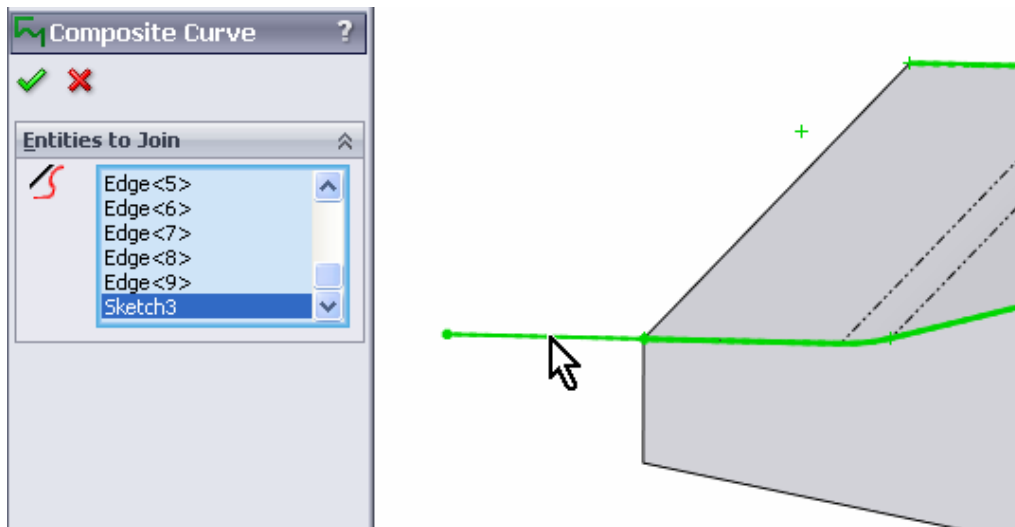 Composite Curve ?
Entities to Join
Edge<5>
Edge<6>
Edge<7>
Edge<8>
Edge<9>
Sketch3